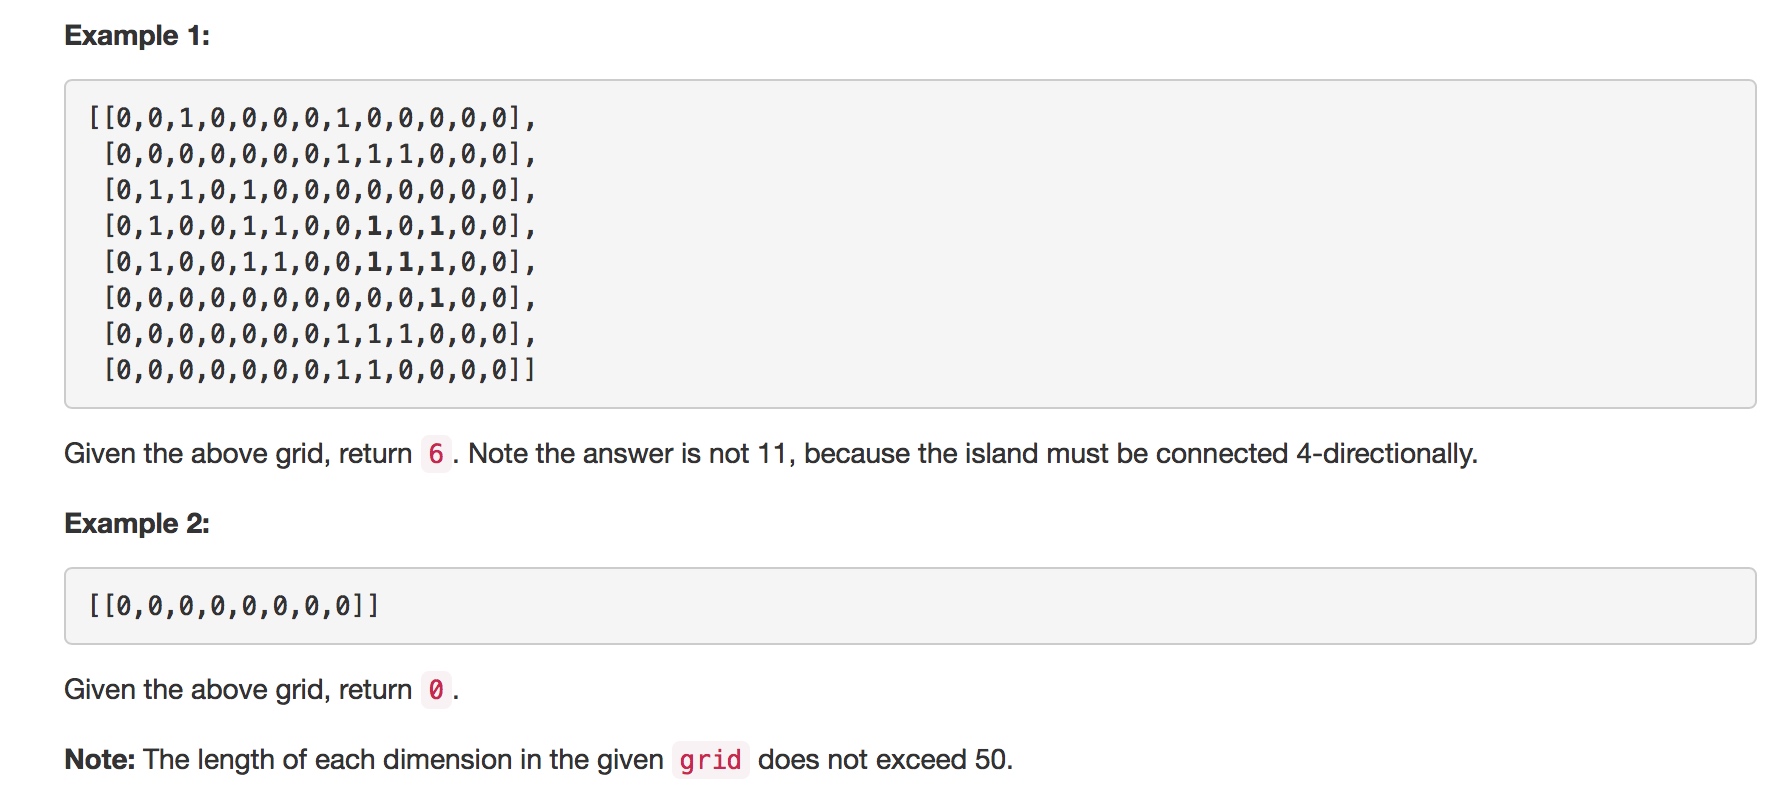 Example 1:
[[0,0,1,0,0,0,0,1,0,0,0,0,0],
[0,0,0,0,0,0,0,1,1,1,0,0,0],
[0,1,1,0,1,0,0,0,0,0,0,0,0],
[0,1,0,0,1,1,0,0,1,0,1,0,0],
[0,1,0,0,1,1,0,0,1,1,1,0,0],
[0,0,0,0,0,0,0,0,0,0,1,0,0],
[0,0,0,0,0,0,0,1,1,1,0,0,0],
[0,0,0,0,0,0,0,1,1,0,0,0,0]]
Given the above grid, return 6. Note the answer is not 11, because the island must be connected 4-directionally.
Example 2:
[[0,0,0,0,0,0,0,0]]
Given the above grid, return 0.
Note: The length of each dimension in the given grid does not exceed 50.